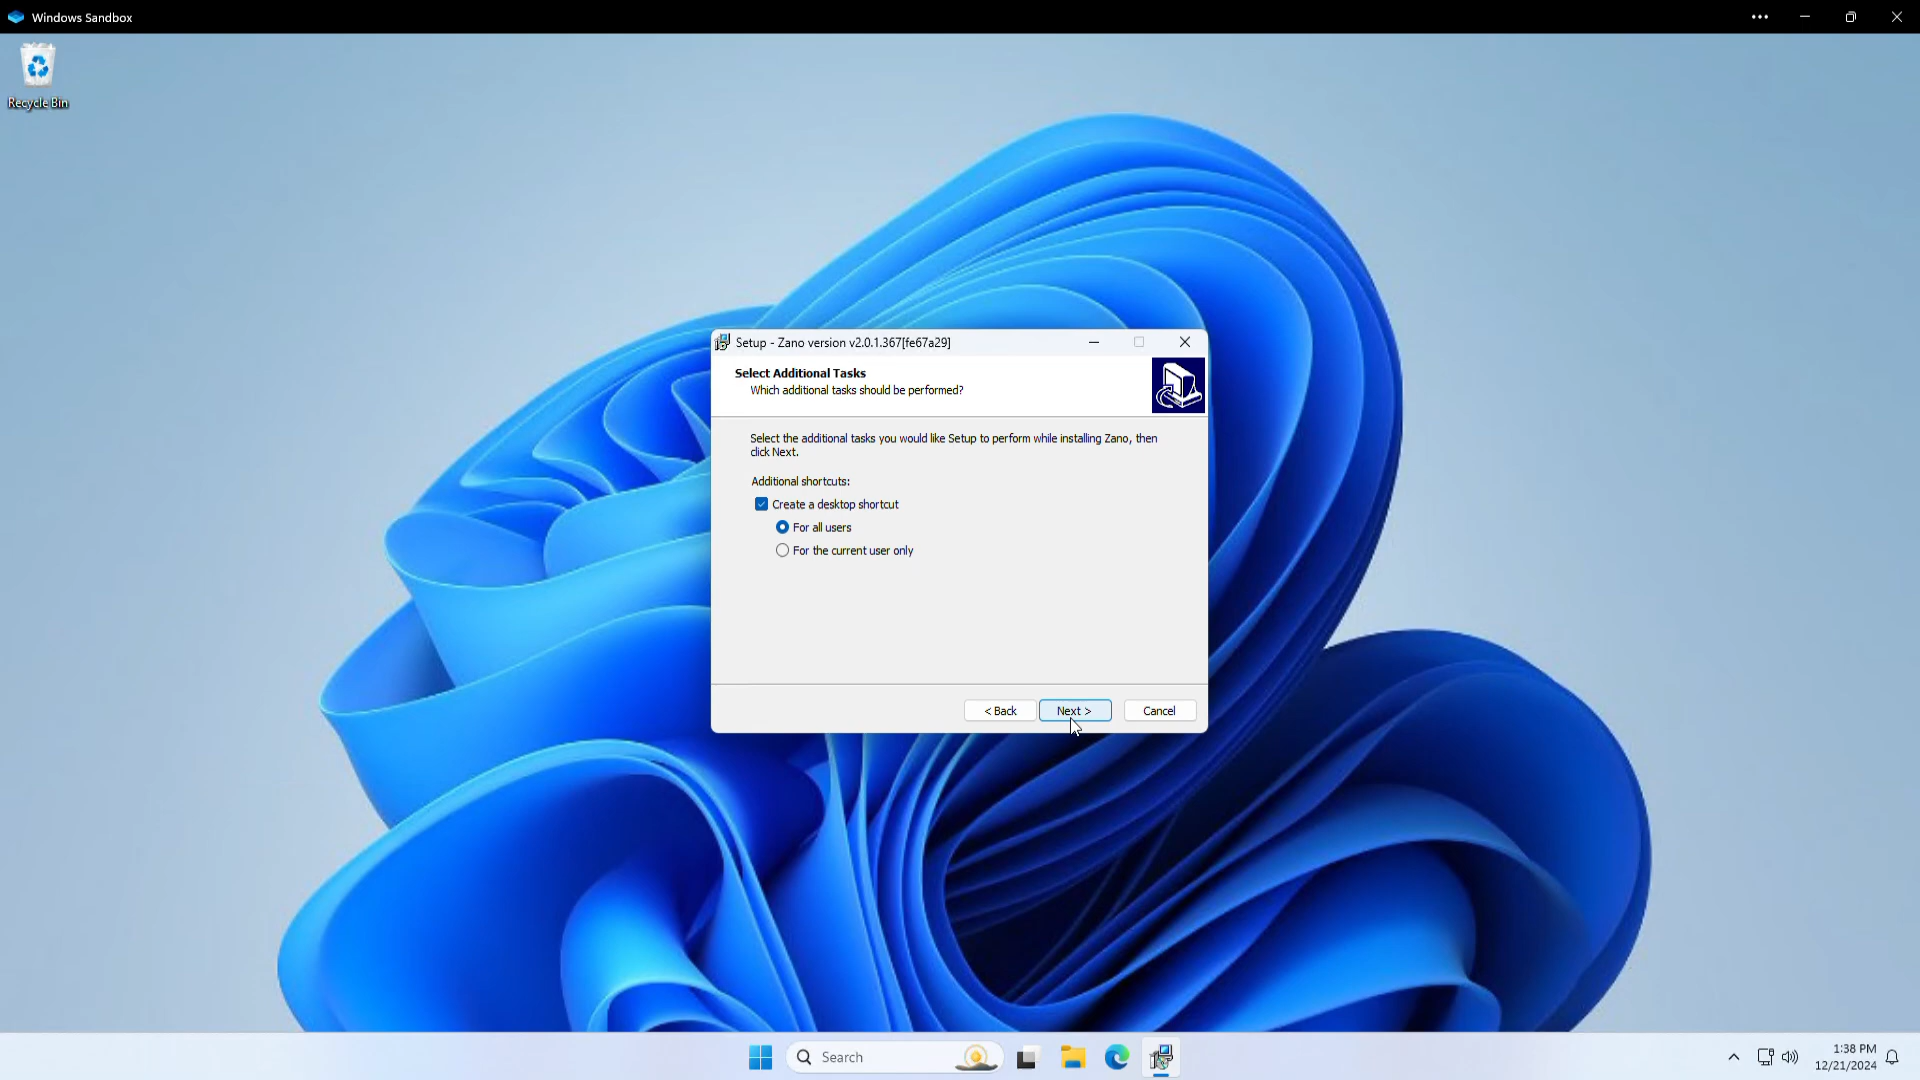 Windows Sandbox
Recycle Bin
Setup - Zano version v2.0.1.367[fe67a29]
Select Additional Tasks
Which additional tasks should be performed?
Select the additional tasks you would like Setup to perform while installing Zano, then
click Next.
Additional shortcuts:
Create a desktop shortcut
For all users
For the current user only
< Back
Next >
Cancel
Search
1:38 PM
12/21/2024